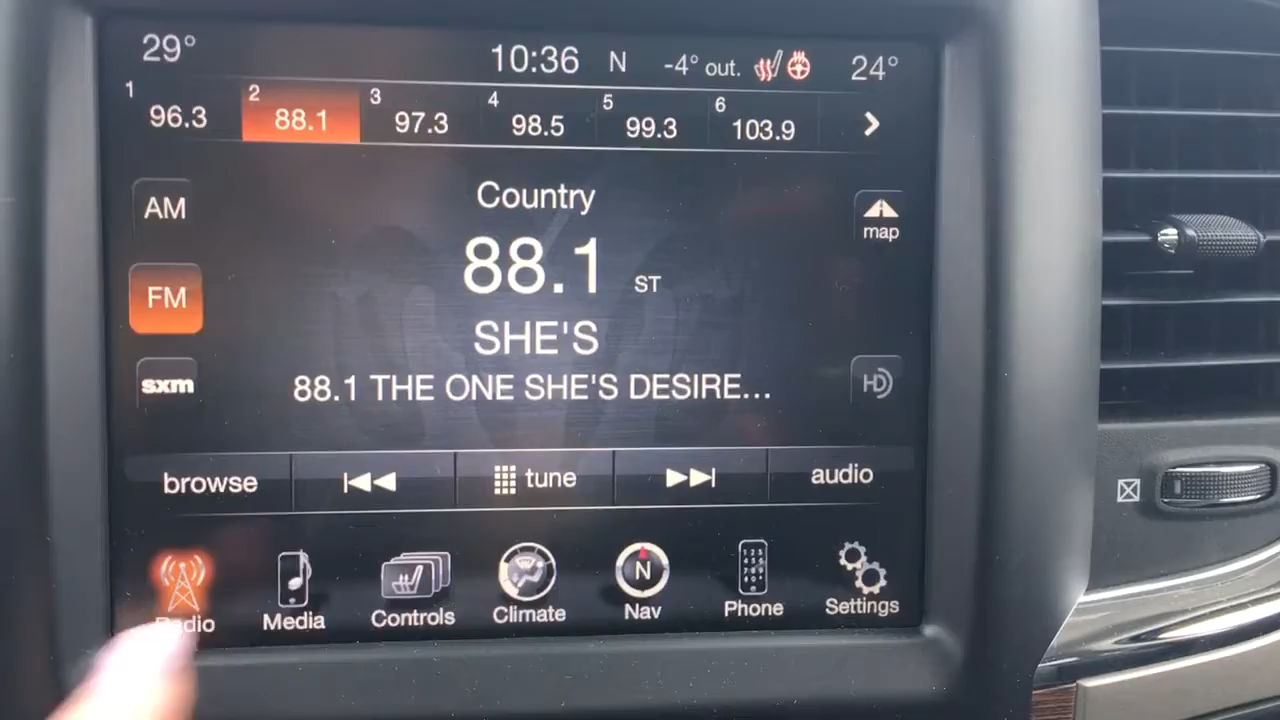 29° 10:36 N -4° out. 24°
1 96.3 2 88.1 3 97.3 4 98.5 5 99.3 6 103.9
Country
AM
map
88.1 ST
FM
SHE'S
sxm
88.1 THE ONE SHE'S DESIRE...
HD
browse tune audio
N
Radio Media Controls Climate Nav Phone Settings